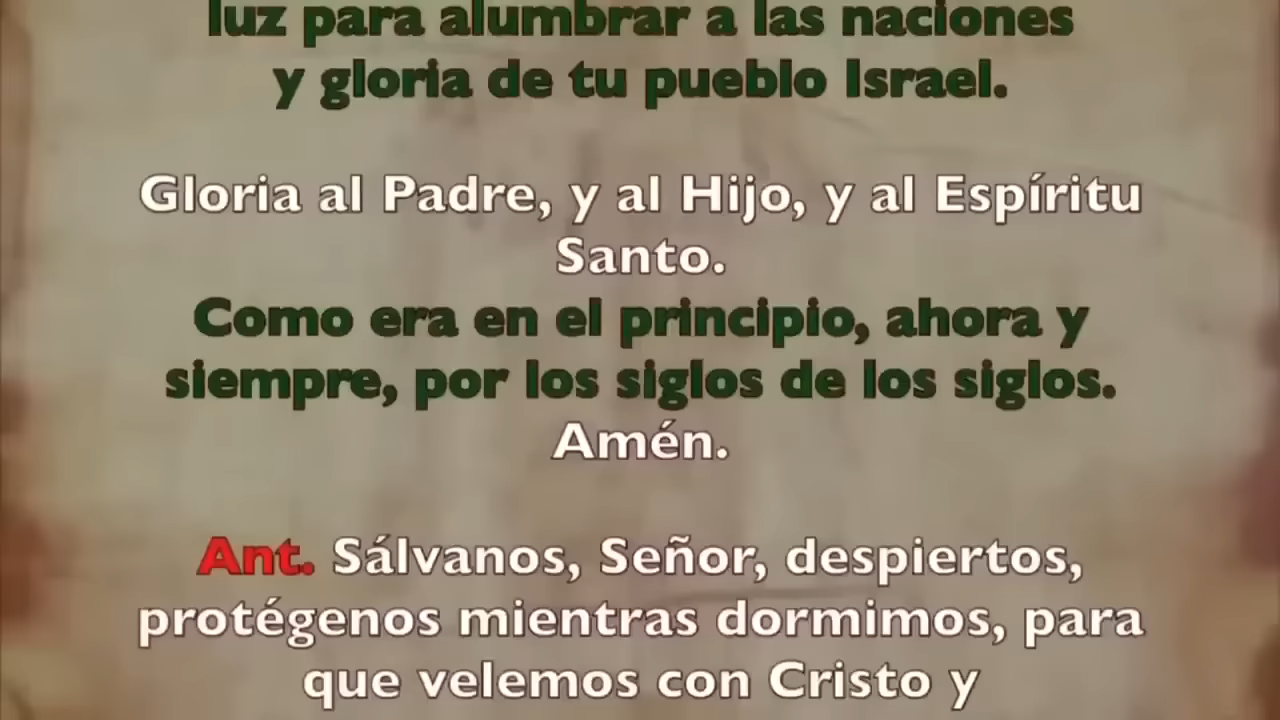 luz para alumbrar a las naciones
y gloria de tu pueblo Israel.
Gloria al Padre, y al Hijo, y al Espíritu
Santo.
Como era en el principio, ahora y
siempre, por los siglos de los siglos.
Amén.
Ant. Sálvanos, Señor, despiertos,
protégenos mientras dormimos, para
que velemos con Cristo y